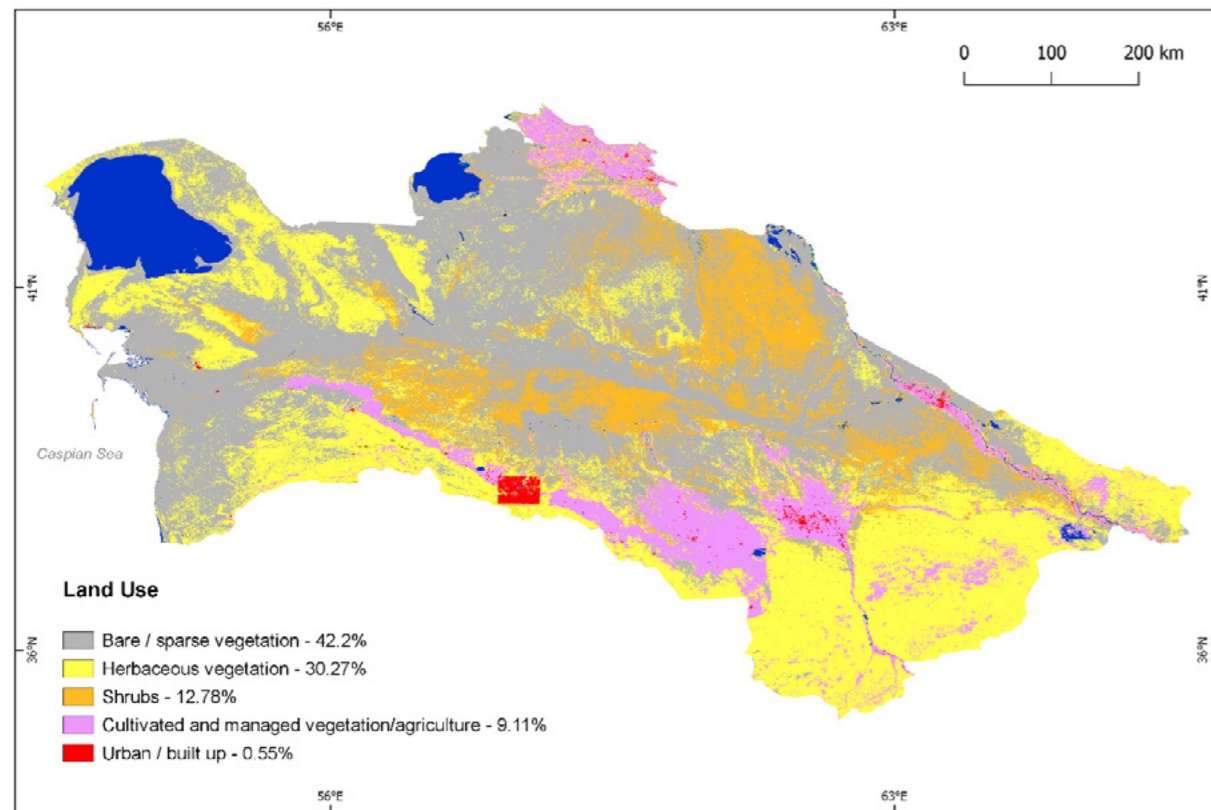 56°E
63°E
0 100 200 km
41°N
41°N
Caspian Sea
Land Use
Bare / sparse vegetation - 42.2%
Herbaceous vegetation - 30.27%
Shrubs - 12.78%
Cultivated and managed vegetation/agriculture - 9.11%
Urban / built up - 0.55%
36°N
36°N
56°E
63°E